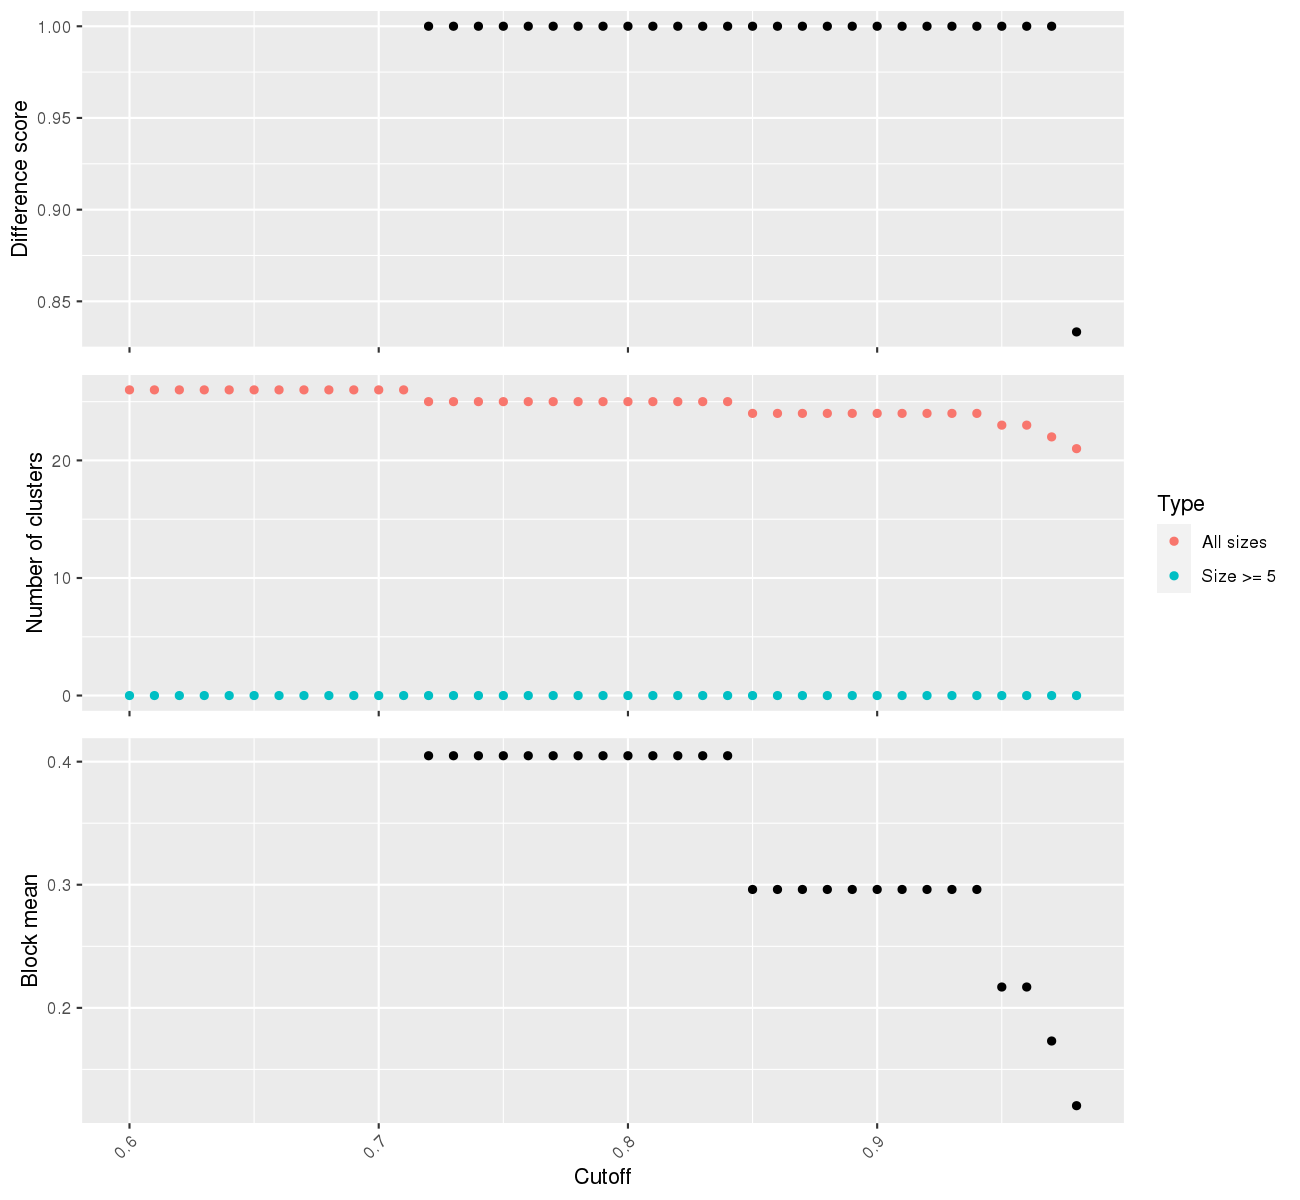 Difference score
1.00
0.95
0.90
0.85
Number of clusters
20
10
0
Type
All sizes
Size >= 5
Block mean
0.4
0.3
0.2
0.6
0.7
0.8
0.9
Cutoff